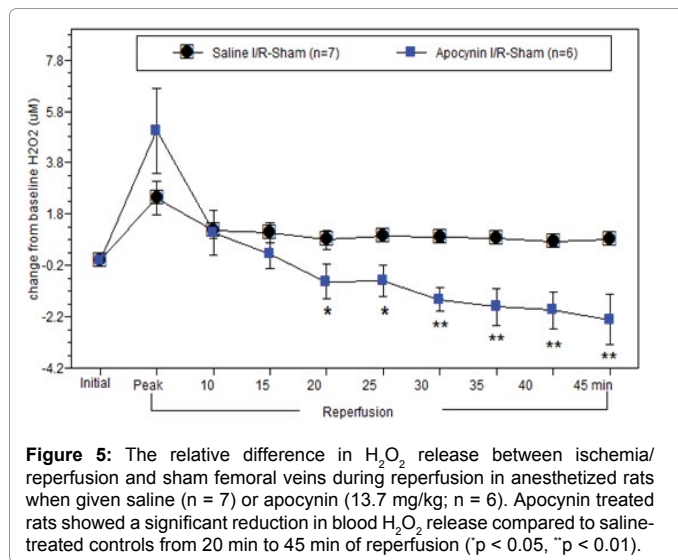 Saline I/R-Sham (n=7) Apocynin I/R-Sham (n=6)
change from baseline H2O2 (uM)
7.8
5.8
3.8
1.8
-0.2
-2.2
-4.2
* * ** ** ** **
Initial Peak 10 15 20 25 30 35 40 45 min
Reperfusion
Figure 5: The relative difference in H₂O₂ release between ischemia/
reperfusion and sham femoral veins during reperfusion in anesthetized rats
when given saline (n = 7) or apocynin (13.7 mg/kg; n = 6). Apocynin treated
rats showed a significant reduction in blood H₂O₂ release compared to saline-
treated controls from 20 min to 45 min of reperfusion (*p < 0.05, **p < 0.01).